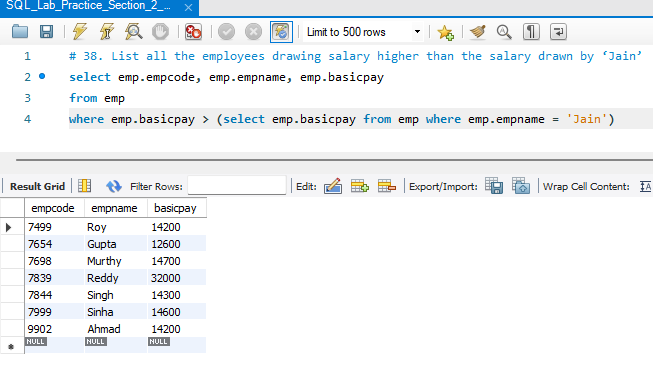 SQL_Lab_Practice_Section_2_...
Limit to 500 rows
1 # 38. List all the employees drawing salary higher than the salary drawn by ‘Jain’
2 select emp.empcode, emp.empname, emp.basicpay
3 from emp
4 where emp.basicpay > (select emp.basicpay from emp where emp.empname = 'Jain')
Result Grid Filter Rows: Edit: Export/Import: Wrap Cell Content: IA
empcode empname basicpay
7499 Roy 14200
7654 Gupta 12600
7698 Murthy 14700
7839 Reddy 32000
7844 Singh 14300
7999 Sinha 14600
9902 Ahmad 14200
NULL NULL NULL